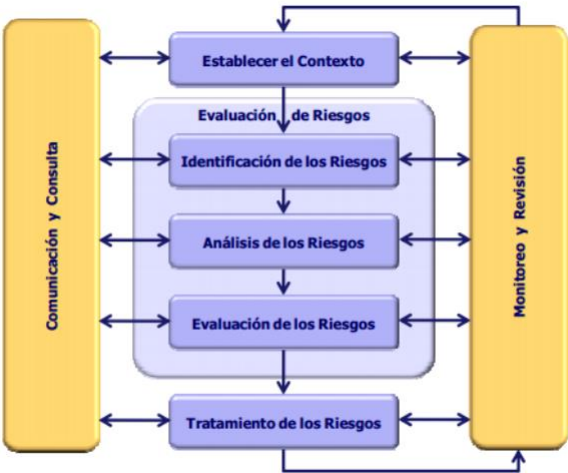 Establecer el Contexto
Evaluación de Riesgos
Identificación de los Riesgos
Análisis de los Riesgos
Evaluación de los Riesgos
Tratamiento de los Riesgos
Comunicación y Consulta
Monitoreo y Revisión